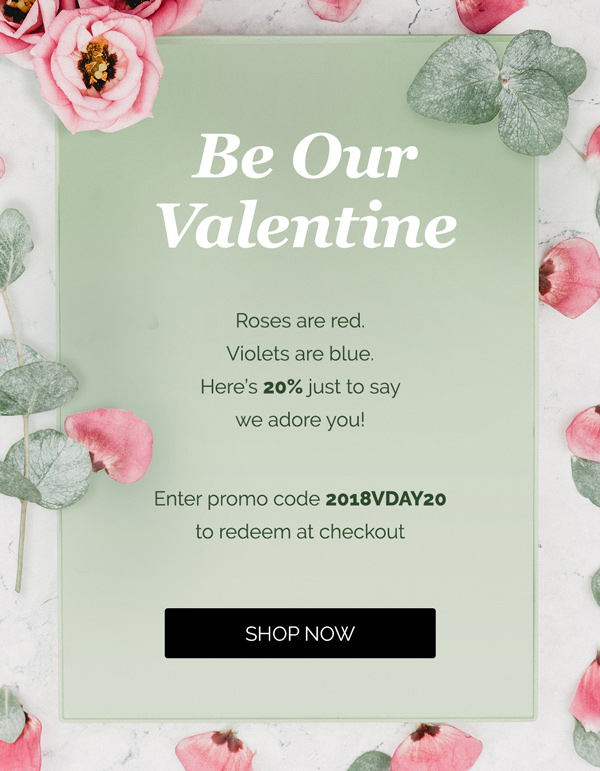 Be Our
Valentine
Roses are red.
Violets are blue.
Here's 20% just to say
we adore you!
Enter promo code 2018VDAY20
to redeem at checkout
SHOP NOW